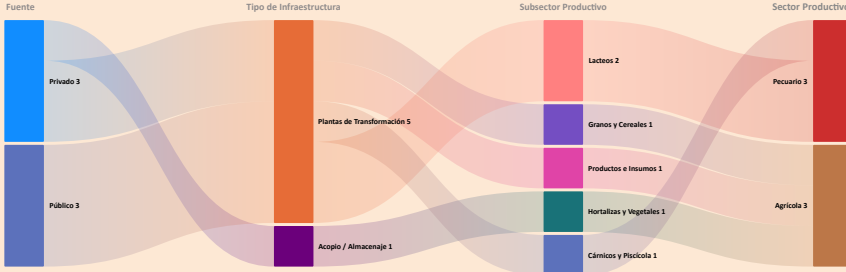 Fuente
Tipo de Infraestructura
Subsector Productivo
Sector Productivo
Privado 3
Público 3
Plantas de Transformación 5
Acopio / Almacenaje 1
Lacteos 2
Granos y Cereales 1
Productos e Insumos 1
Hortalizas y Vegetales 1
Cárnicos y Piscícola 1
Pecuario 3
Agrícola 3